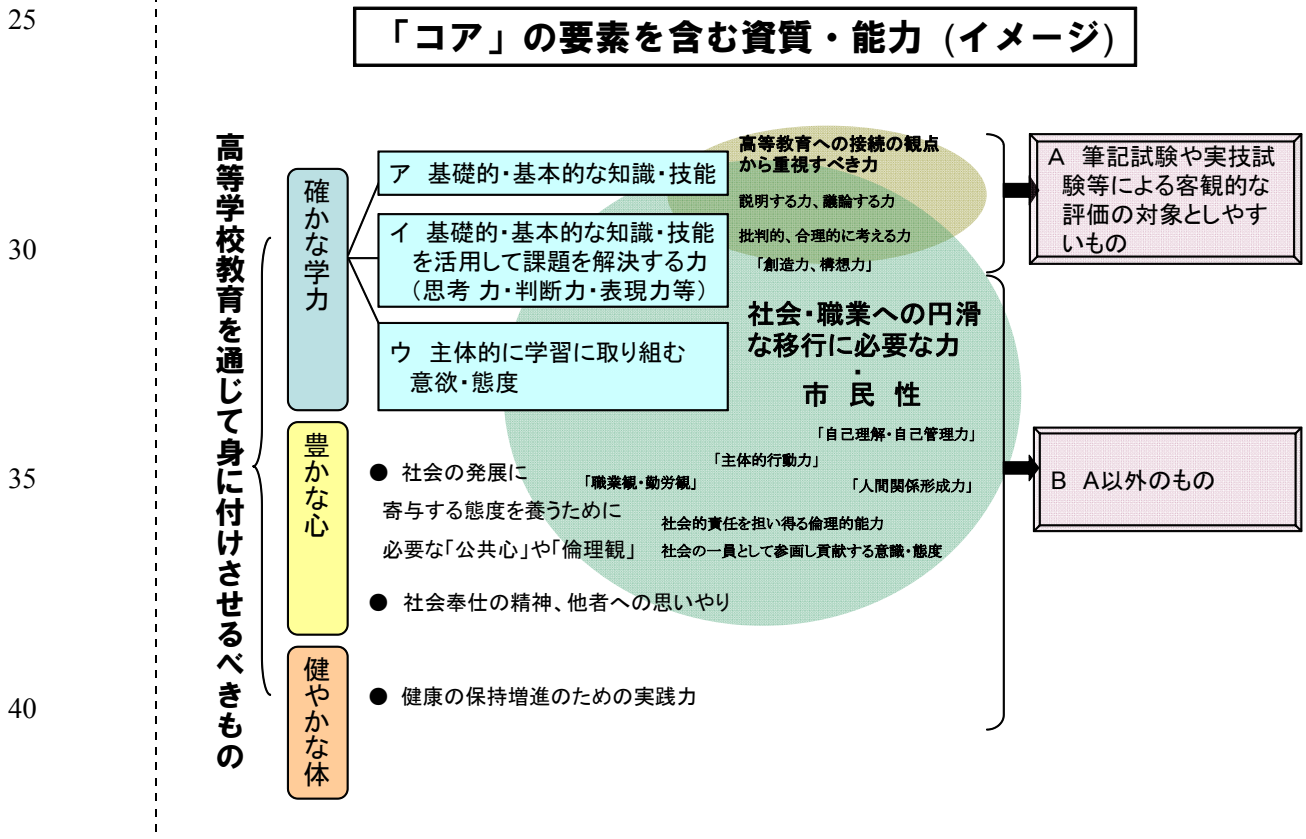 25
「コア」の要素を含む資質・能力 (イメージ)
高等学校教育を通じて身に付けさせるべきもの
確かな学力
ア 基礎的・基本的な知識・技能
30
イ 基礎的・基本的な知識・技能
を活用して課題を解決する力
(思考 力・判断力・表現力等)
ウ 主体的に学習に取り組む
意欲・態度
高等教育への接続の観点
から重視すべき力
説明する力、議論する力
批判的、合理的に考える力
「創造力、構想力」
社会・職業への円滑
な移行に必要な力
・
市 民 性
「自己理解・自己管理力」
「主体的行動力」
「職業観・勤労観」
「人間関係形成力」
社会的責任を担い得る倫理的能力
社会の一員として参画し貢献する意識・態度
A 筆記試験や実技試
験等による客観的な
評価の対象としやす
いもの
35
豊かな心
● 社会の発展に
寄与する態度を養うために
必要な「公共心」や「倫理観」
● 社会奉仕の精神、他者への思いやり
B A以外のもの
40
健やかな体
● 健康の保持増進のための実践力